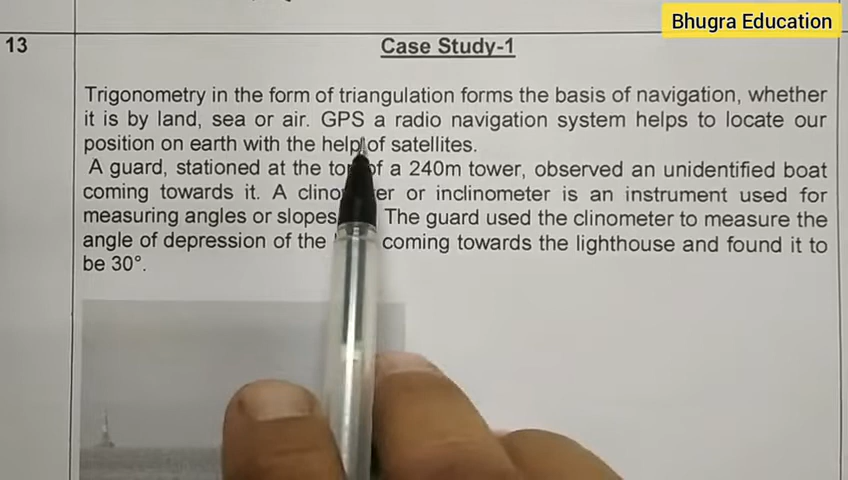 Bhugra Education
13 Case Study-1
Trigonometry in the form of triangulation forms the basis of navigation, whether
it is by land, sea or air. GPS a radio navigation system helps to locate our
position on earth with the help of satellites.
A guard, stationed at the top of a 240m tower, observed an unidentified boat
coming towards it. A clino er or inclinometer is an instrument used for
measuring angles or slopes The guard used the clinometer to measure the
angle of depression of the coming towards the lighthouse and found it to
be 30°.